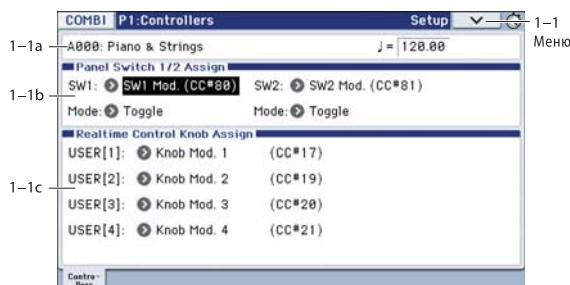 COMBI P1:Controllers Setup
1–1
Меню
1–1a
A000: Piano & Strings ♩= 120.00
Panel Switch 1/2 Assign
1–1b
SW1: SW1 Mod. (CC#80) SW2: SW2 Mod. (CC#81)
Mode: Toggle Mode: Toggle
Realtime Control Knob Assign
USER[1]: Knob Mod. 1 (CC#17)
USER[2]: Knob Mod. 2 (CC#19)
1–1c
USER[3]: Knob Mod. 3 (CC#20)
USER[4]: Knob Mod. 4 (CC#21)
Contro-
llers